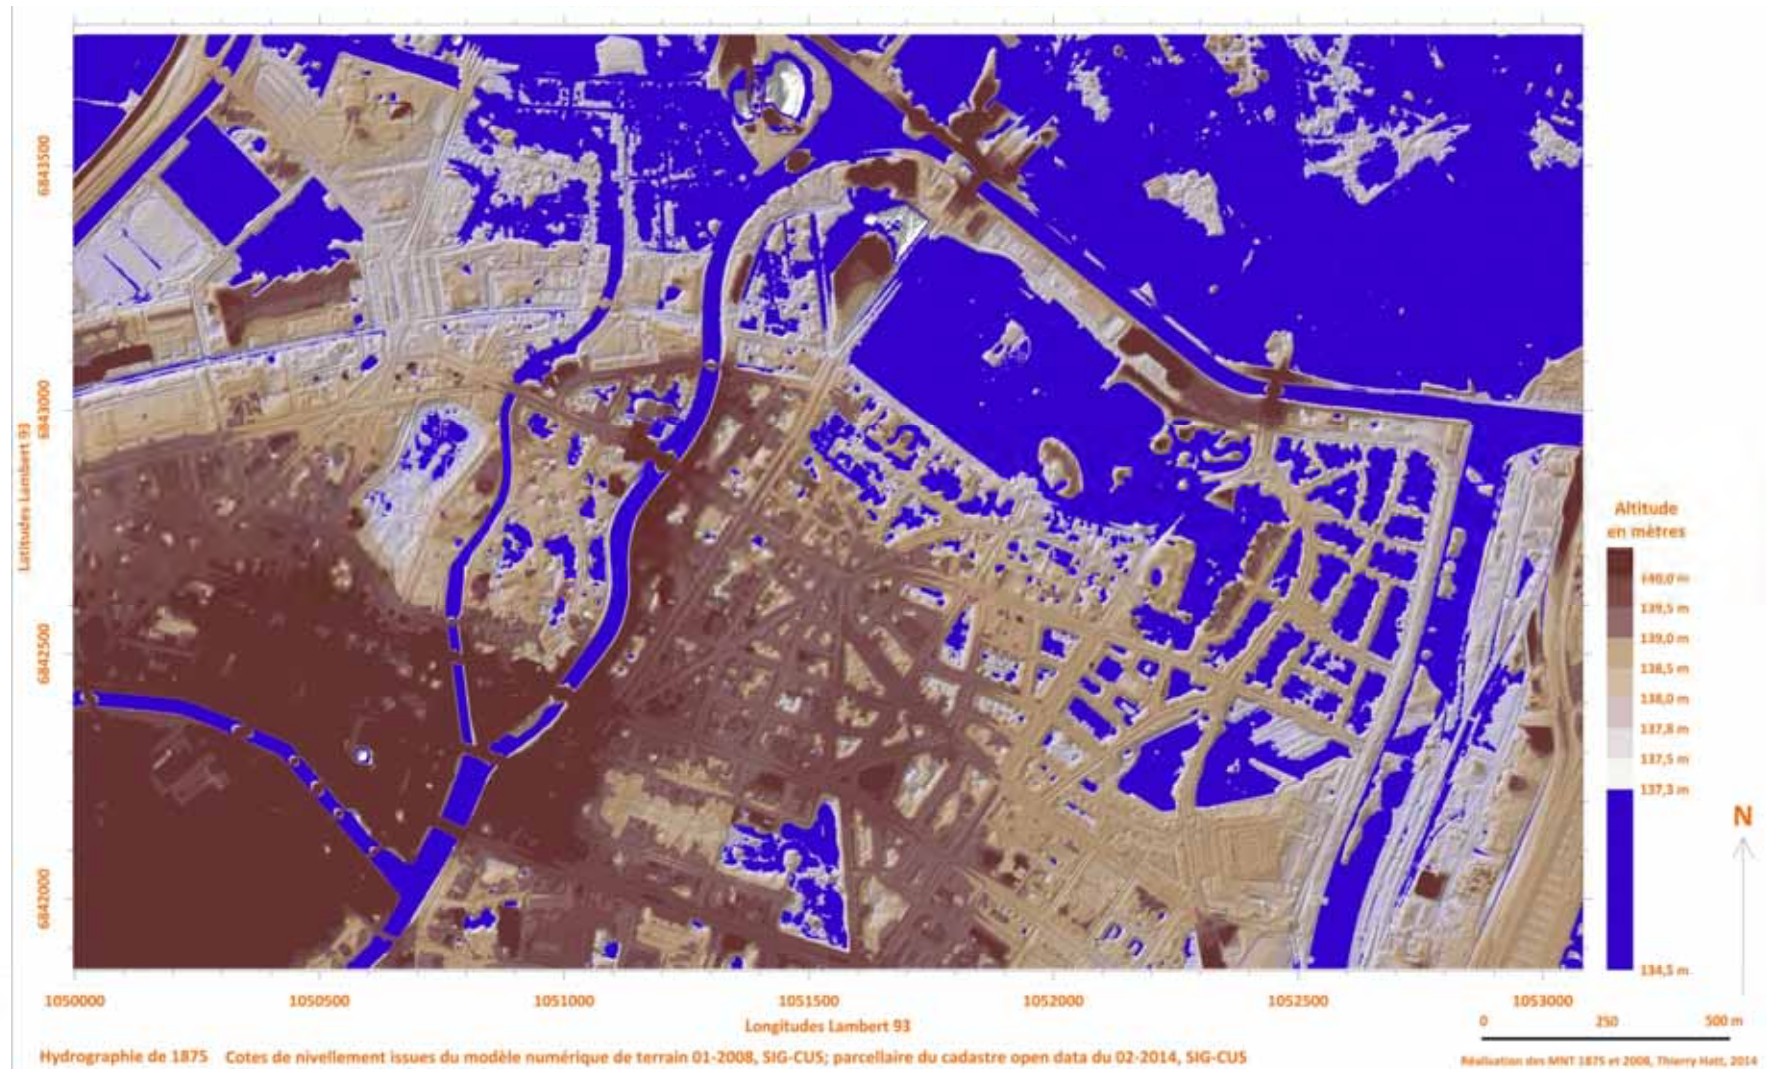 6843500
6843000
6842500
6842000
Latitudes Lambert 93
Altitude
en mètres
140,0 m
139,5 m
139,0 m
138,5 m
138,0 m
137,8 m
137,5 m
137,3 m
134,5 m
N
1050000 1050500 1051000 1051500 1052000 1052500 1053000
Longitudes Lambert 93
0 250 500 m
Hydrographie de 1875 Cotes de nivellement issues du modèle numérique de terrain 01-2008, SIG-CUS; parcellaire du cadastre open data du 02-2014, SIG-CUS
Réalisation des MNT 1875 et 2008, Thierry Hatt, 2014